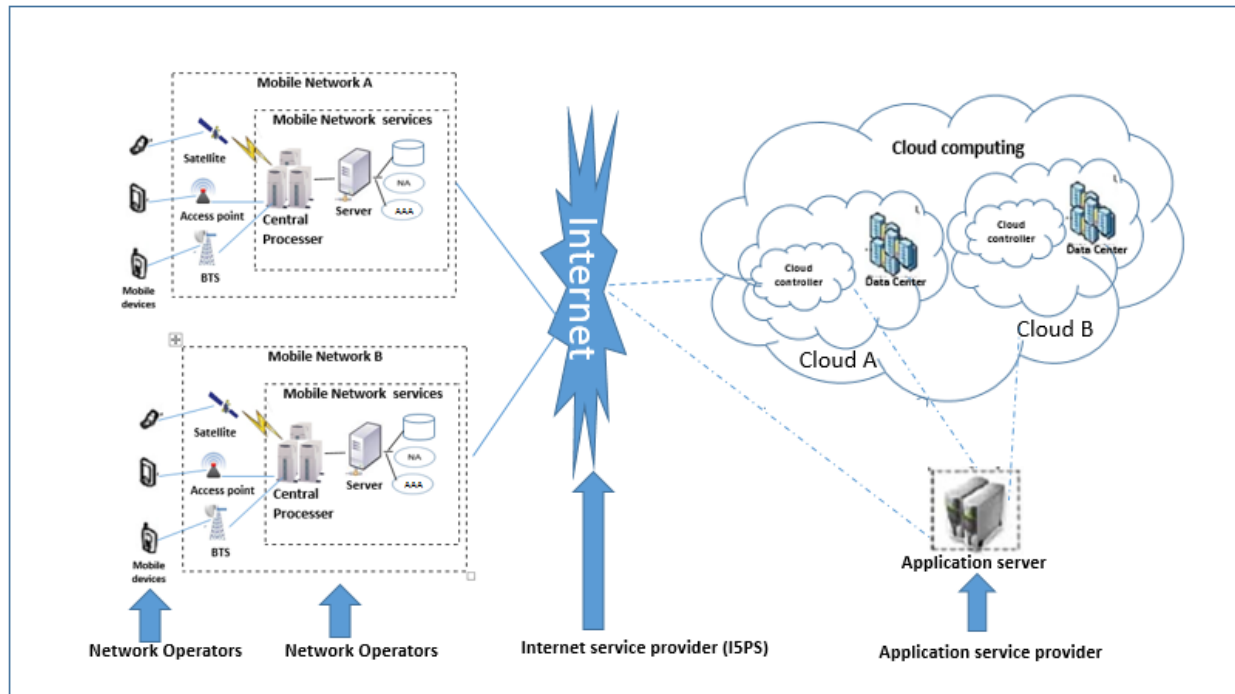 Mobile Network A
Mobile Network services
Satellite
Access point
BTS
Mobile
devices
Central
Processer
Server
NA
AAA
Mobile Network B
Mobile Network services
Satellite
Access point
BTS
Mobile
devices
Central
Processer
Server
NA
AAA
Internet
Cloud computing
Cloud
controller
Data Center
Cloud A
Cloud
controller
Data Center
Cloud B
Application server
Network Operators
Network Operators
Internet service provider (I5PS)
Application service provider